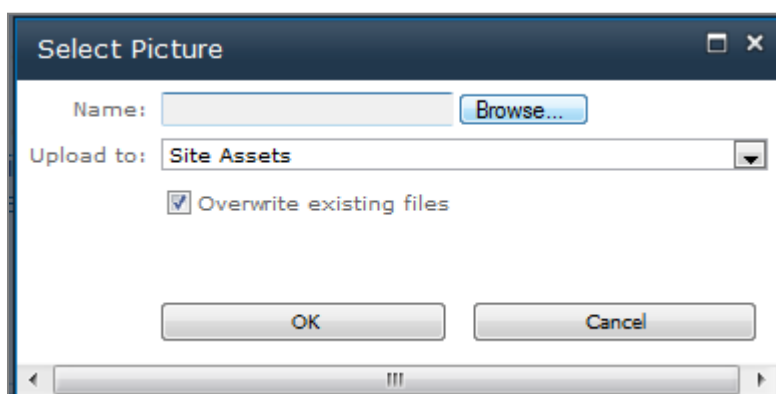 Select Picture
Name: Browse...
Upload to: Site Assets
Overwrite existing files
OK Cancel